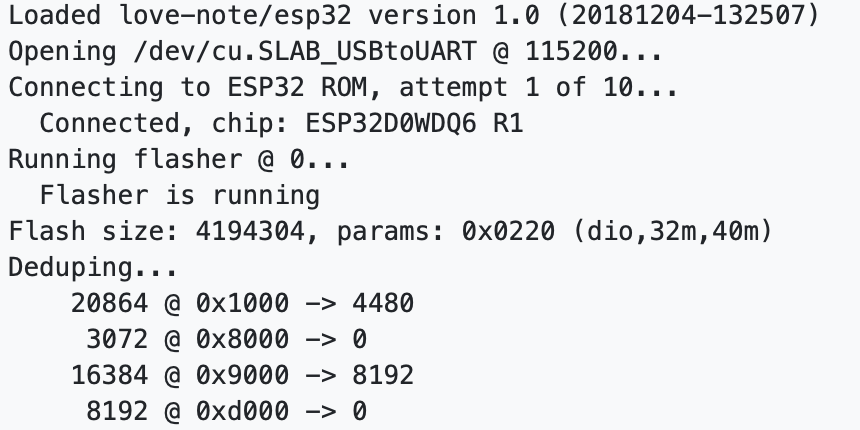 Loaded love-note/esp32 version 1.0 (20181204-132507)
Opening /dev/cu.SLAB_USBtoUART @ 115200...
Connecting to ESP32 ROM, attempt 1 of 10...
  Connected, chip: ESP32D0WDQ6 R1
Running flasher @ 0...
  Flasher is running
Flash size: 4194304, params: 0x0220 (dio,32m,40m)
Deduping...
    20864 @ 0x1000 -> 4480
     3072 @ 0x8000 -> 0
    16384 @ 0x9000 -> 8192
     8192 @ 0xd000 -> 0